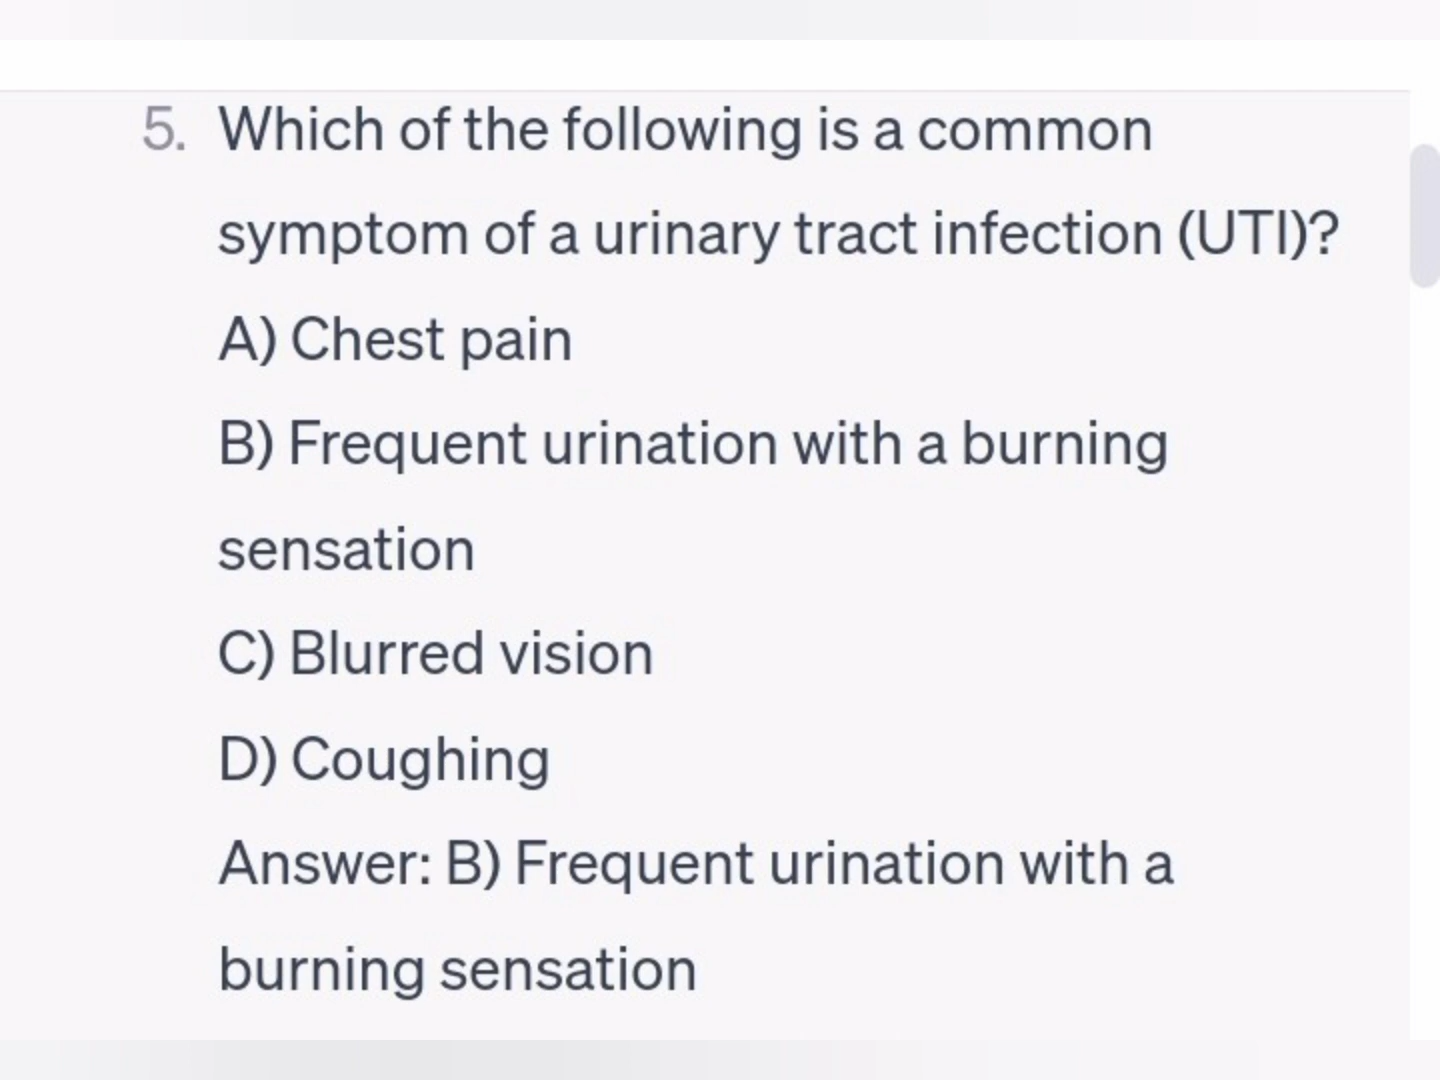 5. Which of the following is a common
symptom of a urinary tract infection (UTI)?
A) Chest pain
B) Frequent urination with a burning
sensation
C) Blurred vision
D) Coughing
Answer: B) Frequent urination with a
burning sensation